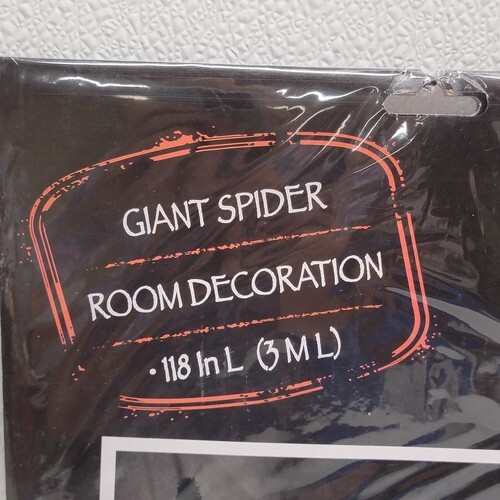 GIANT SPIDER
ROOM DECORATION
• 118 In L (3 M L)